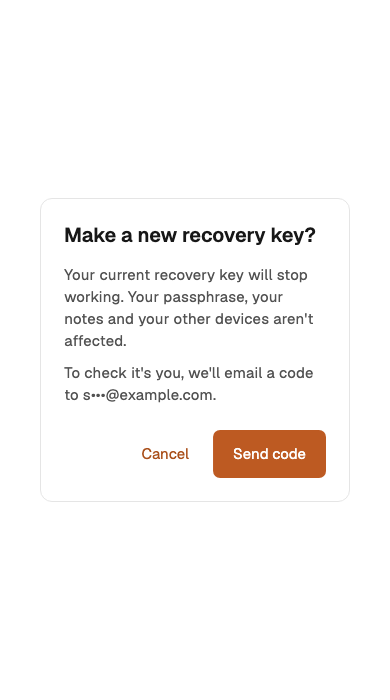 Make a new recovery key?
Your current recovery key will stop
working. Your passphrase, your
notes and your other devices aren't
affected.
To check it's you, we'll email a code
to s•••@example.com.
Cancel
Send code